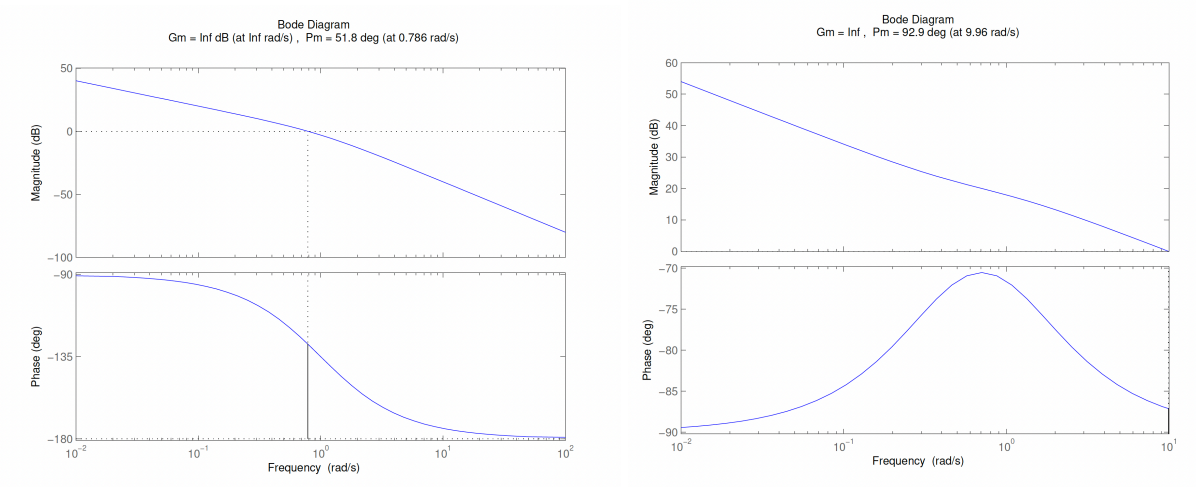 Bode Diagram
Gm = Inf dB (at Inf rad/s) , Pm = 51.8 deg (at 0.786 rad/s)
50
0
−50
−100
Magnitude (dB)
−90
−135
−180
Phase (deg)
10^−2
10^−1
10^0
10^1
10^2
Frequency (rad/s)
Bode Diagram
Gm = Inf , Pm = 92.9 deg (at 9.96 rad/s)
60
50
40
30
20
10
0
Magnitude (dB)
−70
−75
−80
−85
−90
Phase (deg)
10^−2
10^−1
10^0
10^1
Frequency (rad/s)